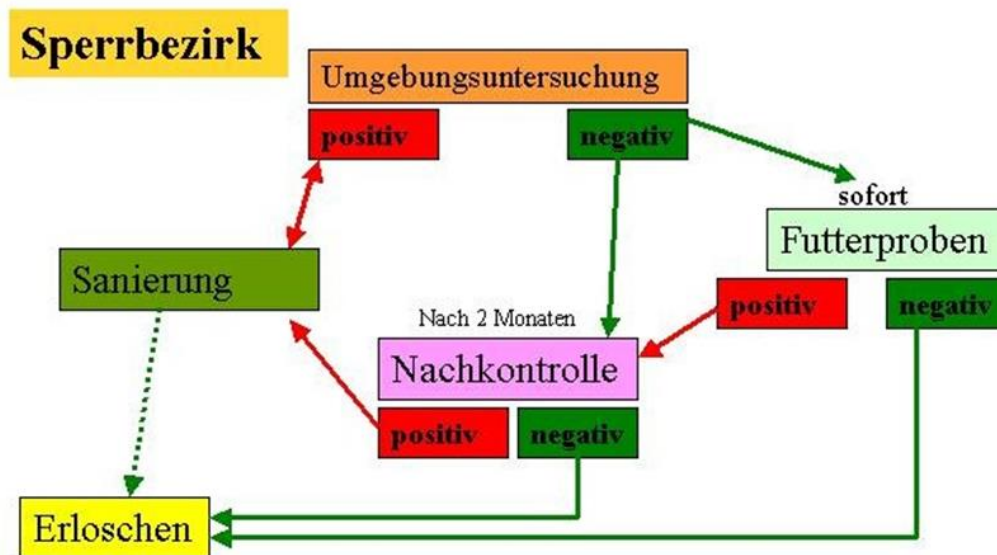 Sperrbezirk
Umgebungsuntersuchung
positiv
negativ
sofort
Futterproben
Sanierung
positiv
negativ
Nach 2 Monaten
Nachkontrolle
positiv
negativ
Erloschen